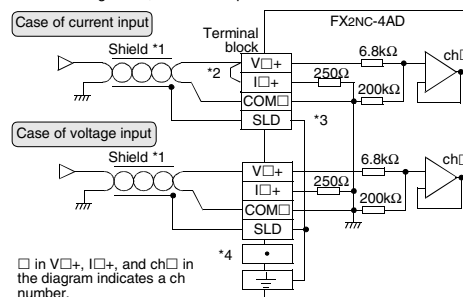 Case of current input
FX2NC-4AD
Shield *1
Terminal block
*2
V□+
I□+
COM□
SLD
250Ω
6.8kΩ
200kΩ
ch□
*3
Case of voltage input
Shield *1
V□+
I□+
COM□
SLD
250Ω
6.8kΩ
200kΩ
ch□
*4
□ in V□+, I□+, and ch□ in
the diagram indicates a ch
number.